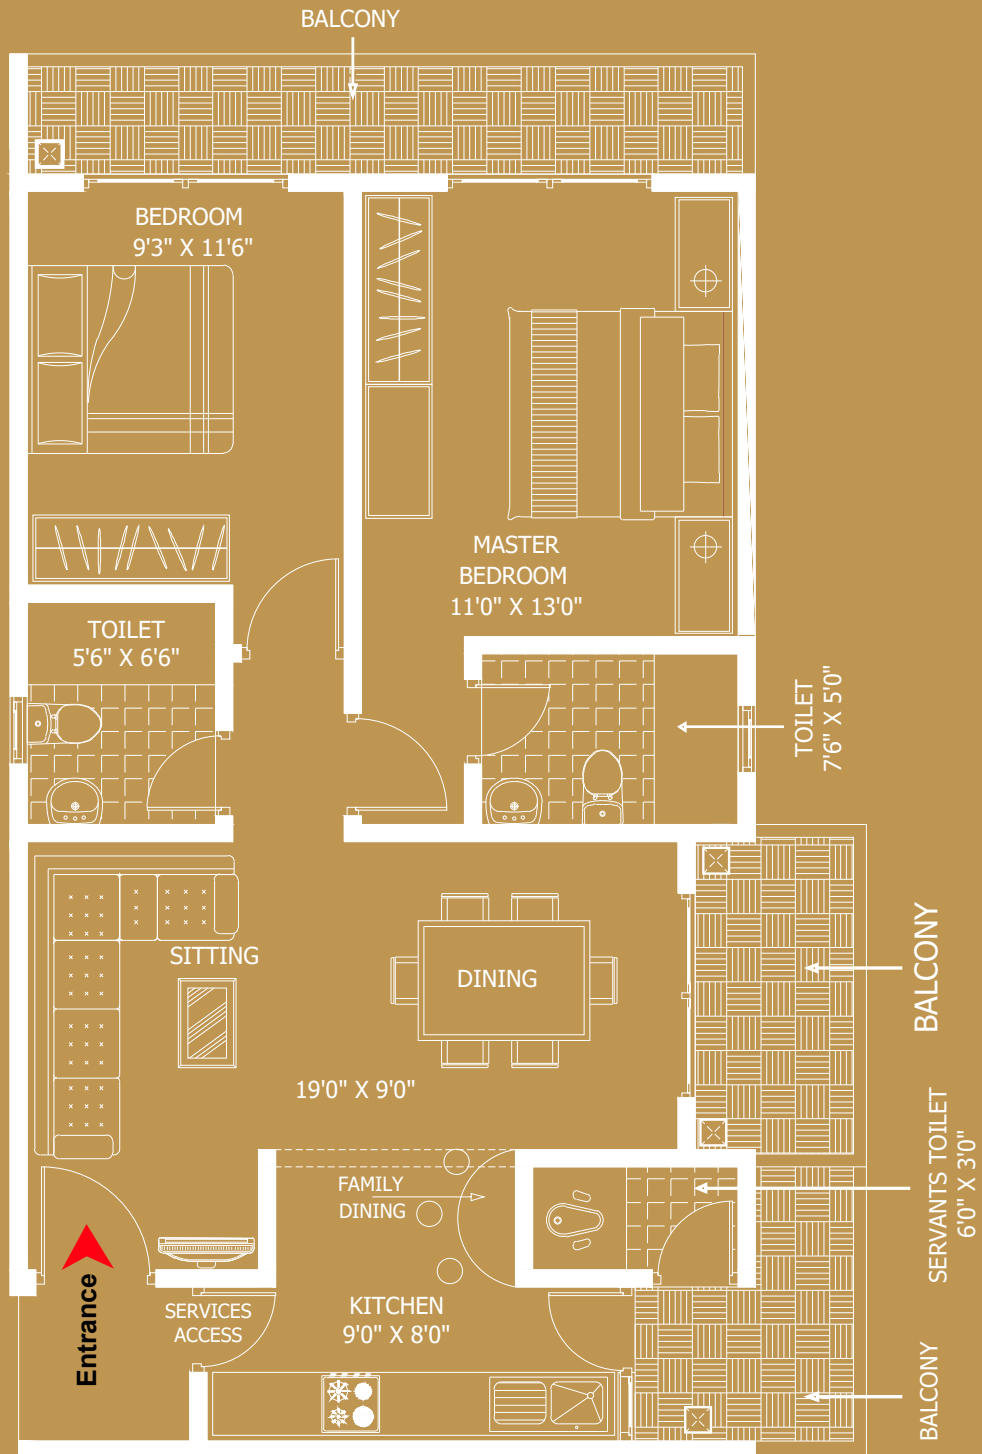 BALCONY
BEDROOM
9'3" X 11'6"
MASTER
BEDROOM
11'0" X 13'0"
TOILET
5'6" X 6'6"
TOILET
7'6" X 5'0"
SITTING
DINING
19'0" X 9'0"
BALCONY
FAMILY
DINING
SERVANTS TOILET
6'0" X 3'0"
Entrance
SERVICES
ACCESS
KITCHEN
9'0" X 8'0"
BALCONY